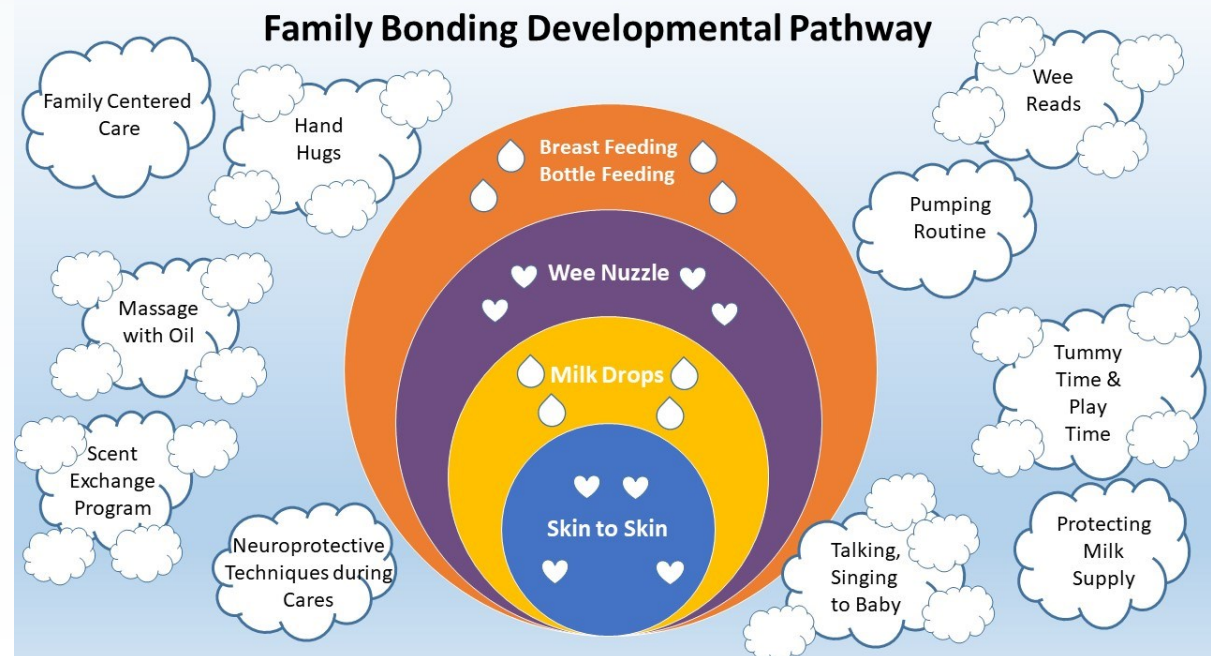 Family Bonding Developmental Pathway
Family Centered
Care
Hand
Hugs
Massage
with Oil
Scent
Exchange
Program
Neuroprotective
Techniques during
Cares
Breast Feeding
Bottle Feeding
Wee Nuzzle
Milk Drops
Skin to Skin
Wee
Reads
Pumping
Routine
Tummy
Time &
Play
Time
Protecting
Milk
Supply
Talking,
Singing
to Baby